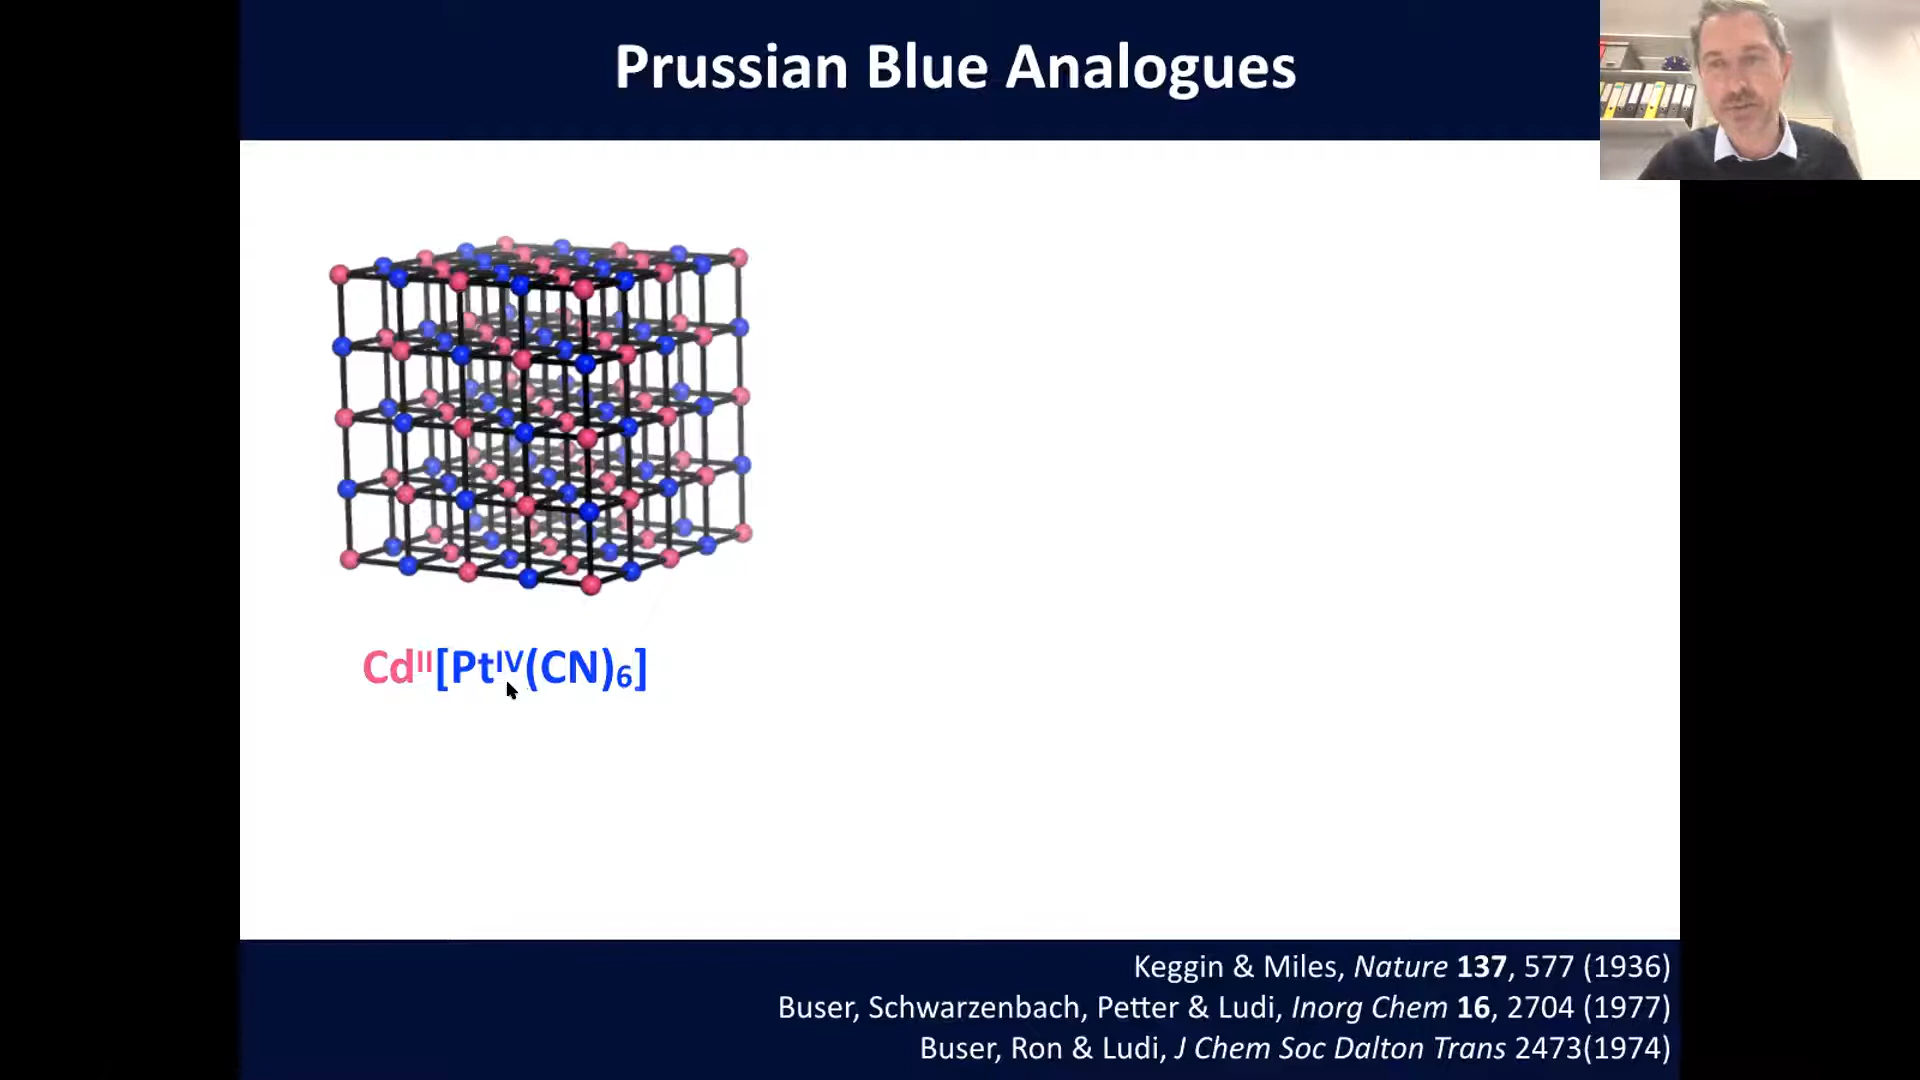 Prussian Blue Analogues
Cdᴵᴵ[Ptᴵⱽ(CN)₆]
Keggin & Miles, Nature 137, 577 (1936)
Buser, Schwarzenbach, Petter & Ludi, Inorg Chem 16, 2704 (1977)
Buser, Ron & Ludi, J Chem Soc Dalton Trans 2473(1974)